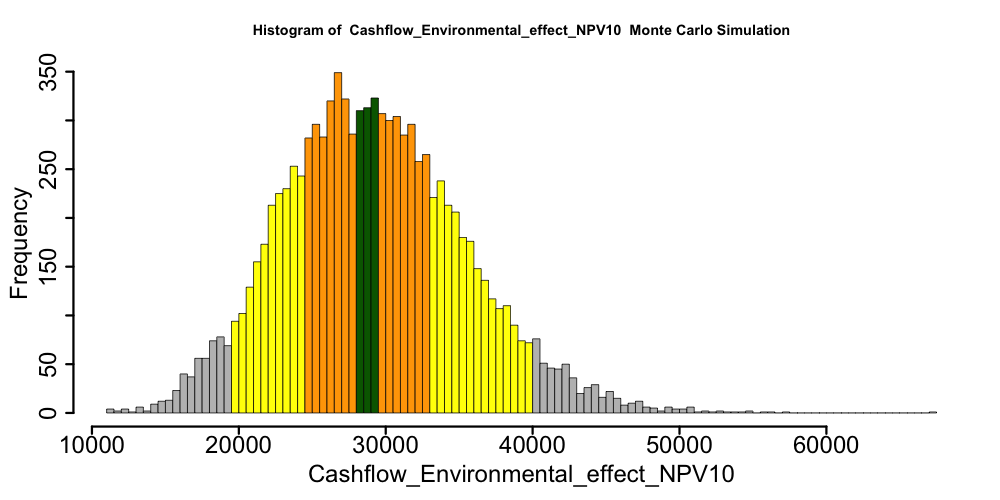 Histogram of  Cashflow_Environmental_effect_NPV10  Monte Carlo Simulation
Frequency
350
250
150
50
0
10000 20000 30000 40000 50000 60000
Cashflow_Environmental_effect_NPV10